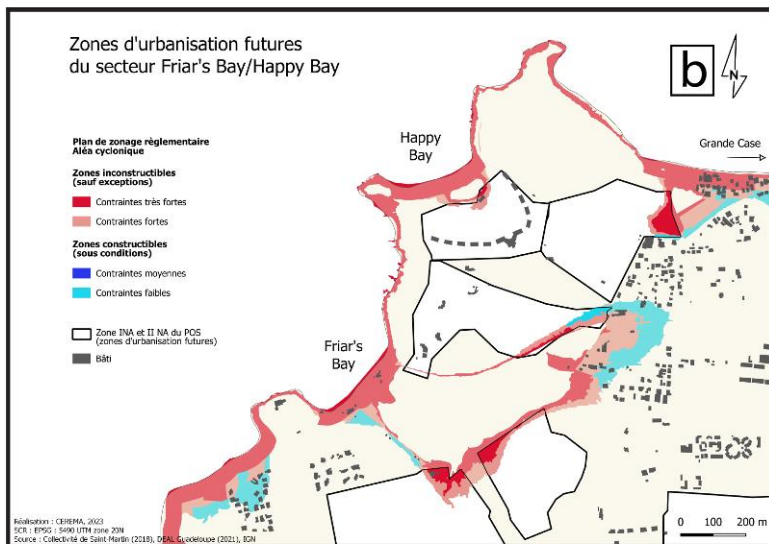 Zones d'urbanisation futures
du secteur Friar's Bay/Happy Bay
b
N
Happy
Bay
Grande Case
Plan de zonage règlementaire
Aléa cyclonique
Zones inconstructibles
(sauf exceptions)
Contraintes très fortes
Contraintes fortes
Zones constructibles
(sous conditions)
Contraintes moyennes
Contraintes faibles
Zone INA et II NA du POS
(zones d'urbanisation futures)
Bâti
Friar's
Bay
Réalisation : CEREMA, 2023
SCR : EPSG : 5490 UTM zone 20N
Source : Collectivité de Saint-Martin (2018), DEAL Guadeloupe (2021), IGN
0 100 200 m